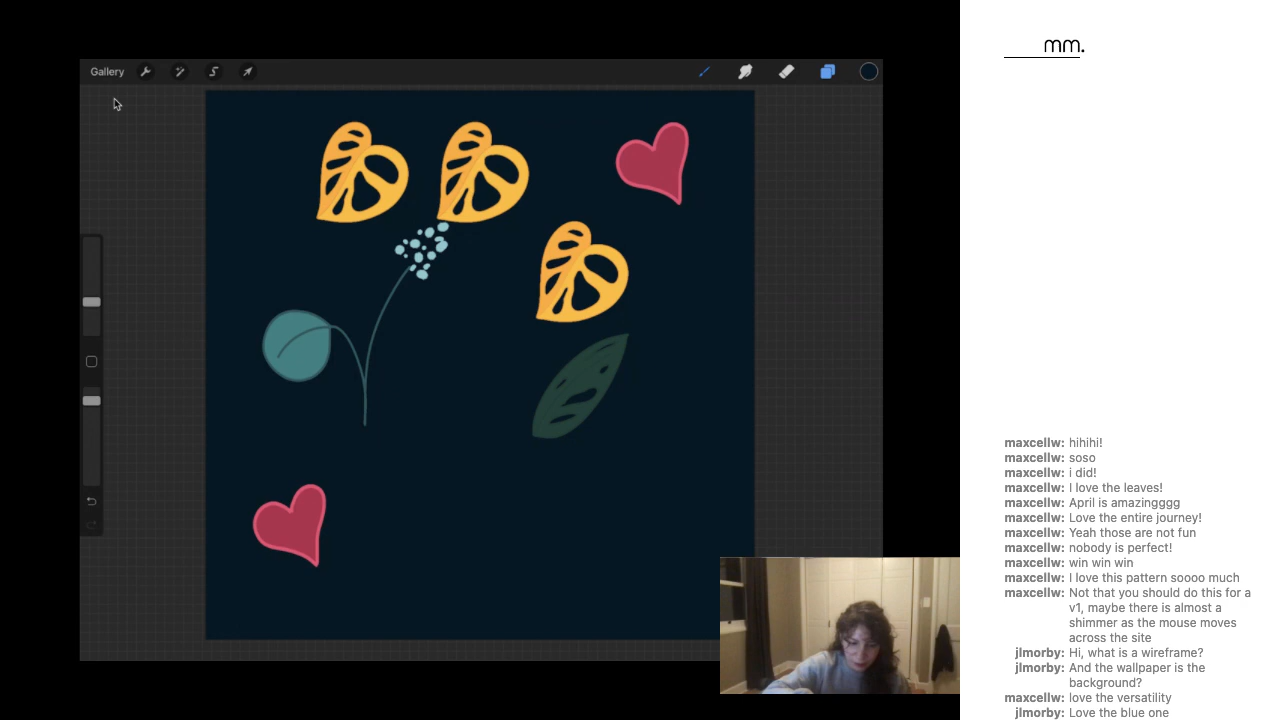 Gallery
mm.
maxcellw: hihihi!
maxcellw: soso
maxcellw: i did!
maxcellw: I love the leaves!
maxcellw: April is amazingggg
maxcellw: Love the entire journey!
maxcellw: Yeah those are not fun
maxcellw: nobody is perfect!
maxcellw: win win win
maxcellw: I love this pattern soooo much
maxcellw: Not that you should do this for a
v1, maybe there is almost a
shimmer as the mouse moves
across the site
jlmorby: Hi, what is a wireframe?
jlmorby: And the wallpaper is the
background?
maxcellw: love the versatility
jlmorby: Love the blue one